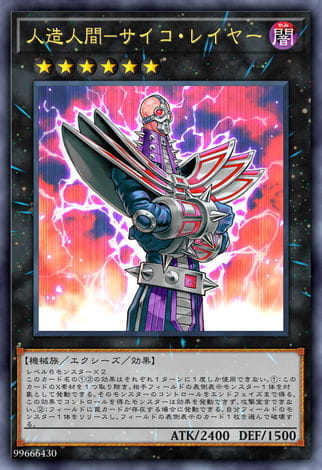 人造人間-サイコ・レイヤー
闇
やみ
【機械族/エクシーズ/効果】
レベル6モンスター×2
このカード名の①②の効果はそれぞれ1ターンに1度しか使用できない。①:この
カードのX素材を1つ取り除き、相手フィールドの表側表示モンスター1体を対
象として発動できる。そのモンスターのコントロールをエンドフェイズまで得る。
この効果でコントロールを得たモンスターは効果を発動できず、攻撃宣言できな
い。②:フィールドに罠カードが存在する場合に発動できる。自分フィールドのモ
ンスター1体をリリースし、フィールドの表側表示のカード1枚を選んで破壊す
る。
ATK/2400 DEF/1500
99666430